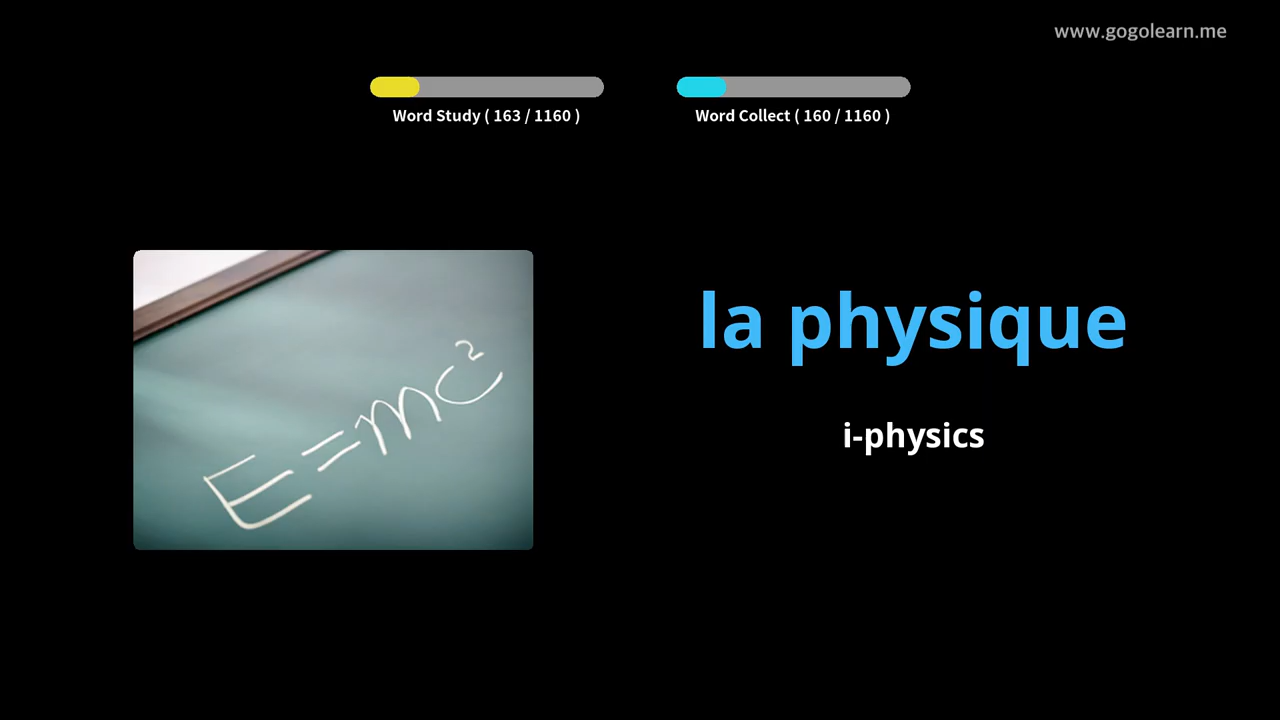 www.gogolearn.me
Word Study ( 163 / 1160 )
Word Collect ( 160 / 1160 )
E=mc²
la physique
i-physics